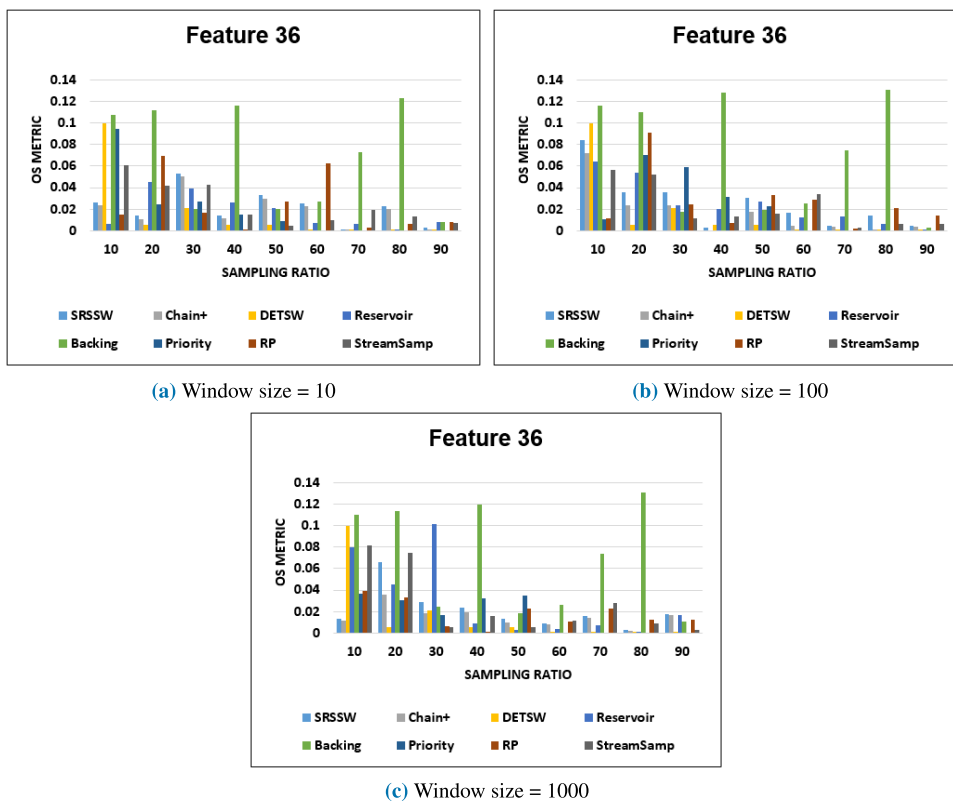 Feature 36
OS METRIC
0.14
0.12
0.1
0.08
0.06
0.04
0.02
0
10 20 30 40 50 60 70 80 90
SAMPLING RATIO
SRSSW Chain+ DETSW Reservoir
Backing Priority RP StreamSamp
(a) Window size = 10
Feature 36
OS METRIC
0.14
0.12
0.1
0.08
0.06
0.04
0.02
0
10 20 30 40 50 60 70 80 90
SAMPLING RATIO
SRSSW Chain+ DETSW Reservoir
Backing Priority RP StreamSamp
(b) Window size = 100
Feature 36
OS METRIC
0.14
0.12
0.1
0.08
0.06
0.04
0.02
0
10 20 30 40 50 60 70 80 90
SAMPLING RATIO
SRSSW Chain+ DETSW Reservoir
Backing Priority RP StreamSamp
(c) Window size = 1000